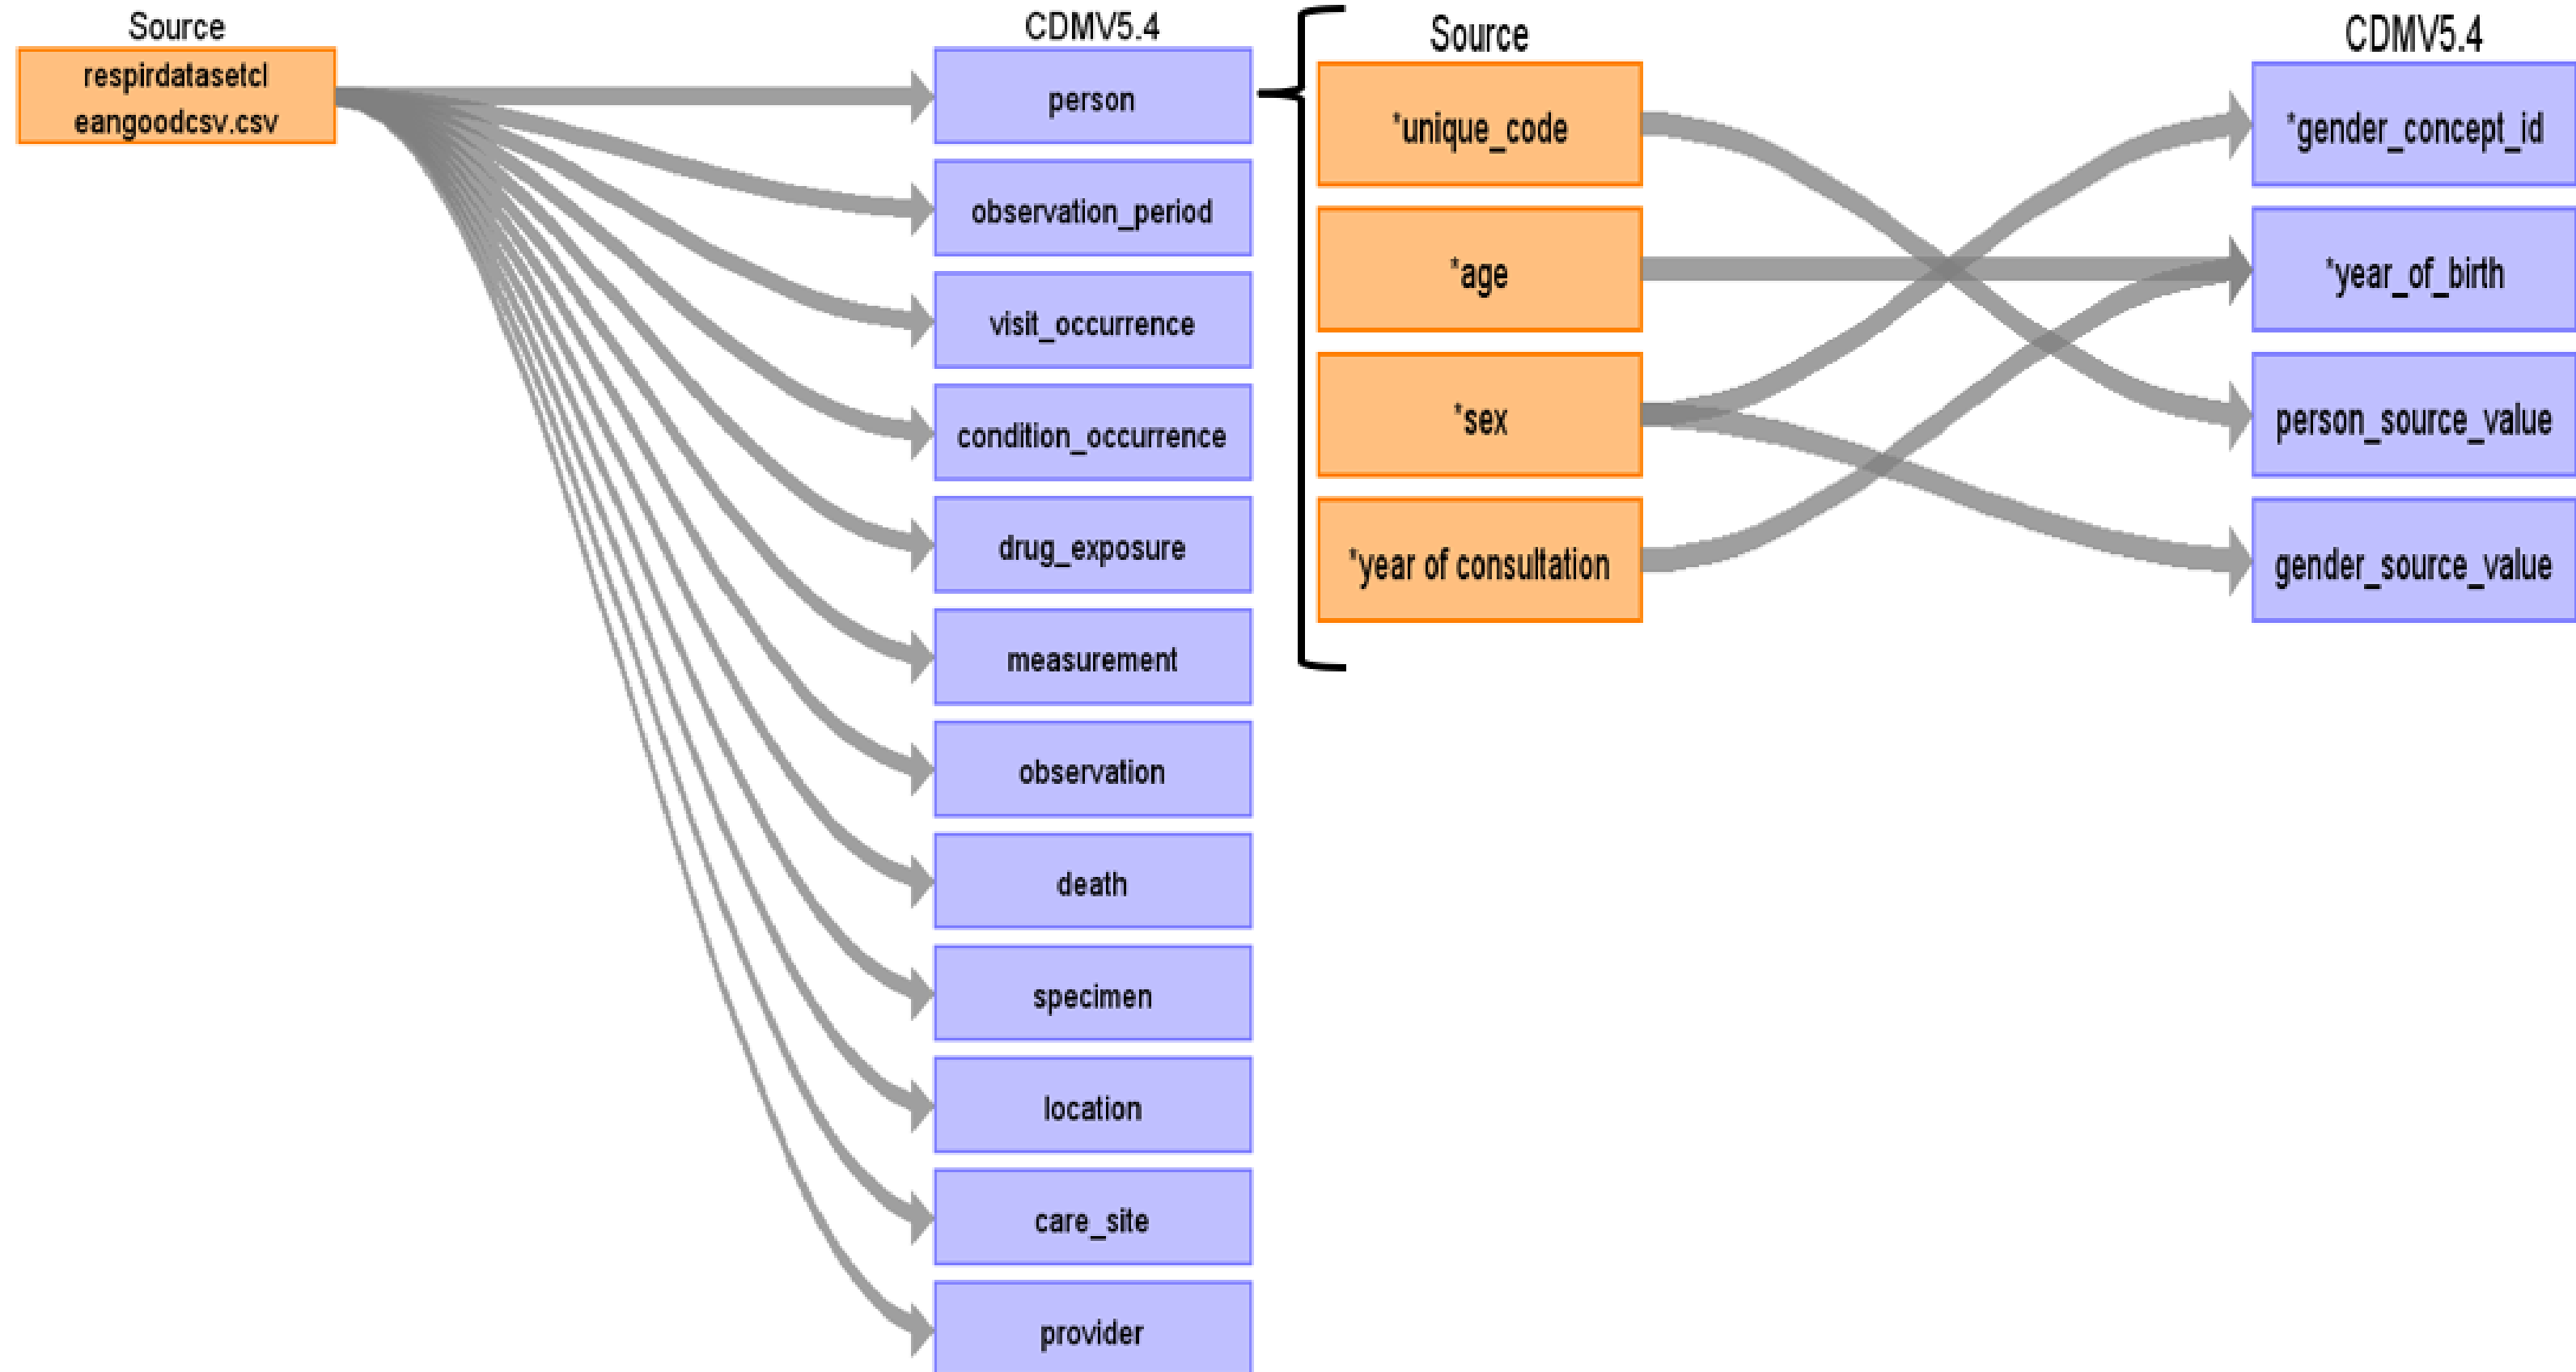 Source
respirdatasetcl
eangoodcsv.csv
CDMV5.4
person
observation_period
visit_occurrence
condition_occurrence
drug_exposure
measurement
observation
death
specimen
location
care_site
provider
Source
*unique_code
*age
*sex
*year of consultation
CDMV5.4
*gender_concept_id
*year_of_birth
person_source_value
gender_source_value